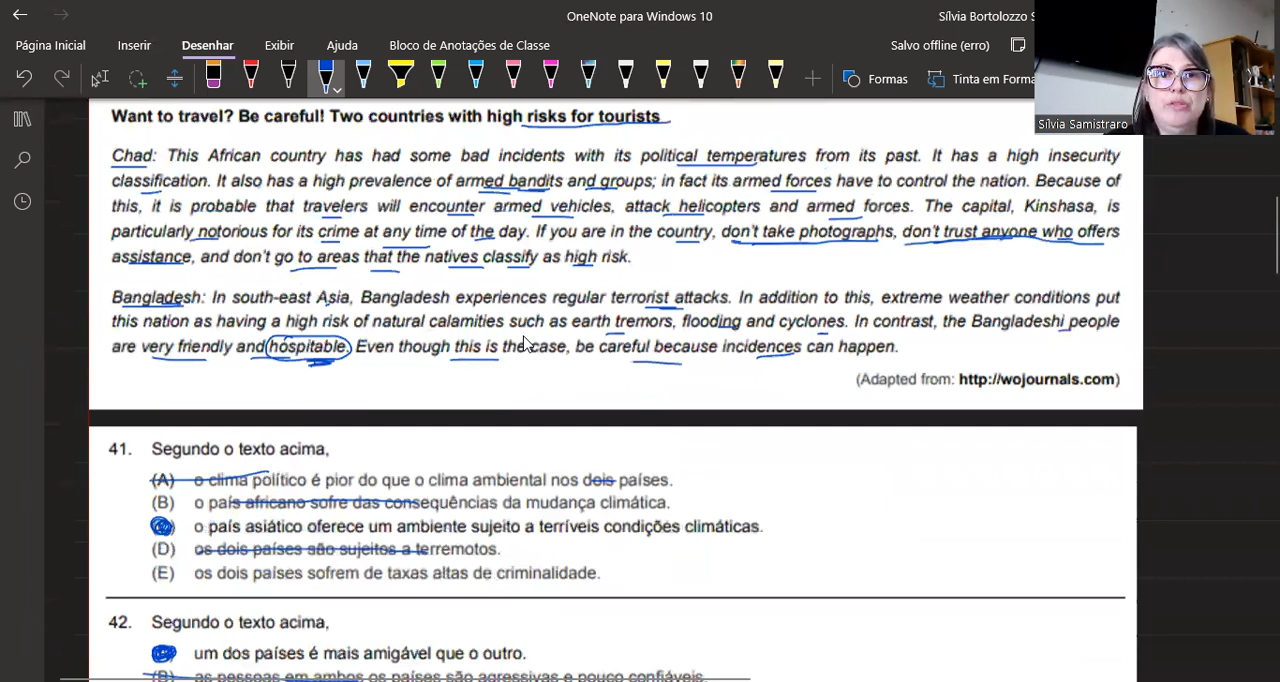 OneNote para Windows 10
Sílvia Bortolozzo S
Página Inicial Inserir Desenhar Exibir Ajuda Bloco de Anotações de Classe Salvo offline (erro)
Formas Tinta em Forma
Sílvia Samistraro
Want to travel? Be careful! Two countries with high risks for tourists
Chad: This African country has had some bad incidents with its political temperatures from its past. It has a high insecurity
classification. It also has a high prevalence of armed bandits and groups; in fact its armed forces have to control the nation. Because of
this, it is probable that travelers will encounter armed vehicles, attack helicopters and armed forces. The capital, Kinshasa, is
particularly notorious for its crime at any time of the day. If you are in the country, don't take photographs, don't trust anyone who offers
assistance, and don't go to areas that the natives classify as high risk.
Bangladesh: In south-east Asia, Bangladesh experiences regular terrorist attacks. In addition to this, extreme weather conditions put
this nation as having a high risk of natural calamities such as earth tremors, flooding and cyclones. In contrast, the Bangladeshi people
are very friendly and hospitable. Even though this is the case, be careful because incidences can happen.
(Adapted from: http://wojournals.com)
41. Segundo o texto acima,
(A) o clima político é pior do que o clima ambiental nos dois países.
(B) o país africano sofre das consequências da mudança climática.
o país asiático oferece um ambiente sujeito a terríveis condições climáticas.
(D) os dois países são sujeitos a terremotos.
(E) os dois países sofrem de taxas altas de criminalidade.
42. Segundo o texto acima,
um dos países é mais amigável que o outro.
(B) as pessoas em ambos os países são agressivas e pouco confiáveis.